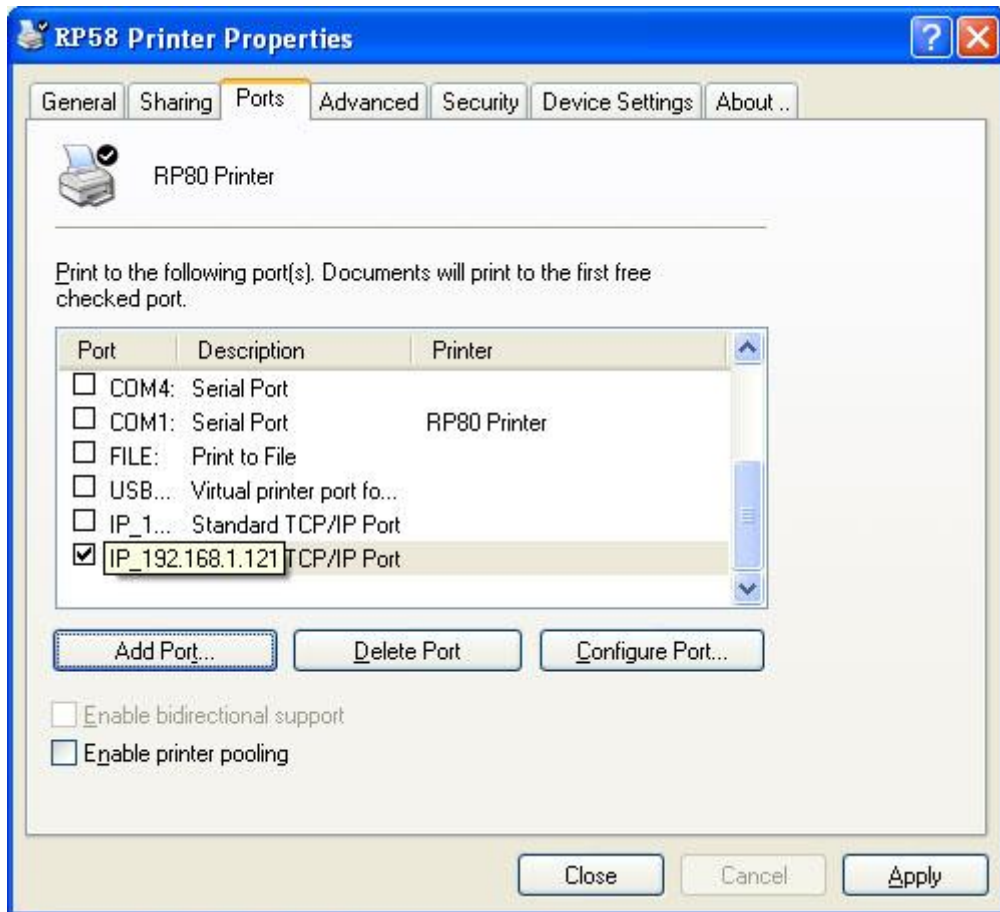 RP58 Printer Properties
General Sharing Ports Advanced Security Device Settings About ..
RP80 Printer
Print to the following port(s). Documents will print to the first free
checked port.
Port Description Printer
COM4: Serial Port
COM1: Serial Port RP80 Printer
FILE: Print to File
USB... Virtual printer port fo...
IP_1... Standard TCP/IP Port
IP_192.168.1.121 TCP/IP Port
Add Port... Delete Port Configure Port...
Enable bidirectional support
Enable printer pooling
Close Cancel Apply